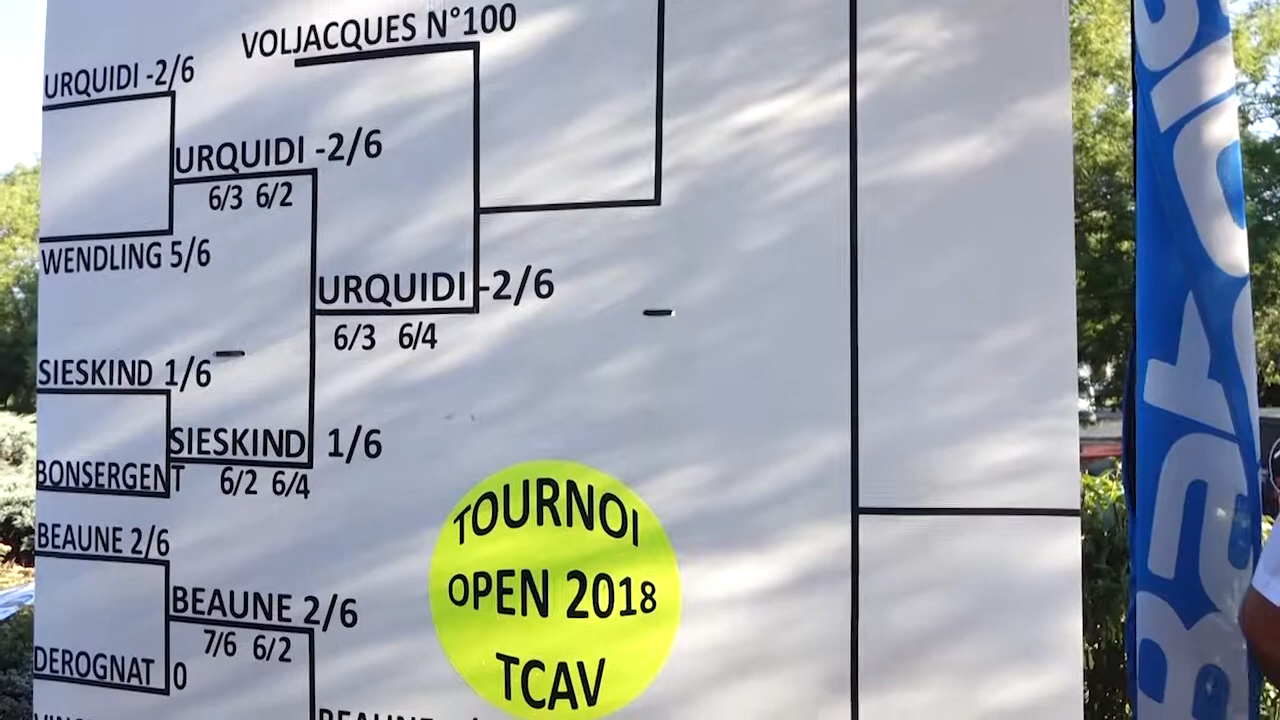 VOLJACQUES N°100
URQUIDI -2/6
URQUIDI -2/6
6/3 6/2
WENDLING 5/6
URQUIDI -2/6
6/3 6/4
SIESKIND 1/6
SIESKIND 1/6
6/2 6/4
BONSERGENT
BEAUNE 2/6
BEAUNE 2/6
7/6 6/2
DEROGNAT 0
BEAUNE
TOURNOI
OPEN 2018
TCAV